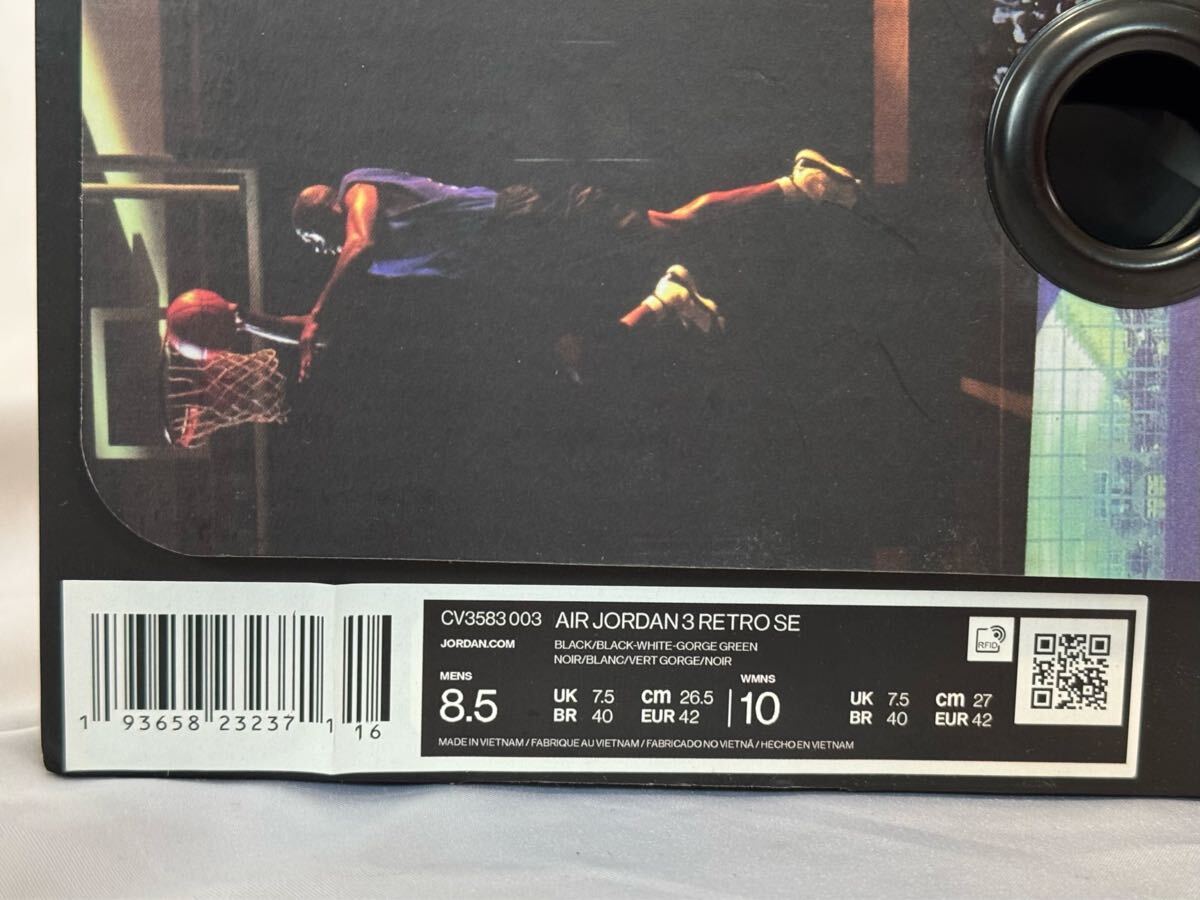 CV3583 003 AIR JORDAN 3 RETRO SE
JORDAN.COM BLACK/BLACK-WHITE-GORGE GREEN
NOIR/BLANC/VERT GORGE/NOIR
RFID
MENS
8.5
UK 7.5 cm 26.5
BR 40 EUR 42
WMNS
10
UK 7.5 cm 27
BR 40 EUR 42
MADE IN VIETNAM / FABRIQUE AU VIETNAM / FABRICADO NO VIETNÃ / HECHO EN VIETNAM
1 93658 23237 1 16